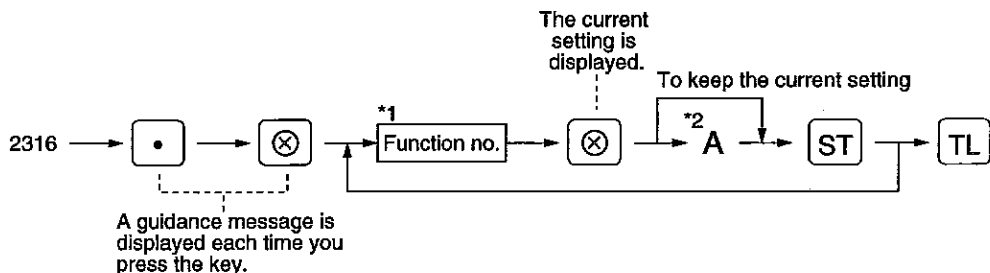 The current
setting is
displayed.
To keep the current setting
*1
*2
2316 • ⊗ Function no. ⊗ A ST TL
A guidance message is
displayed each time you
press the key.